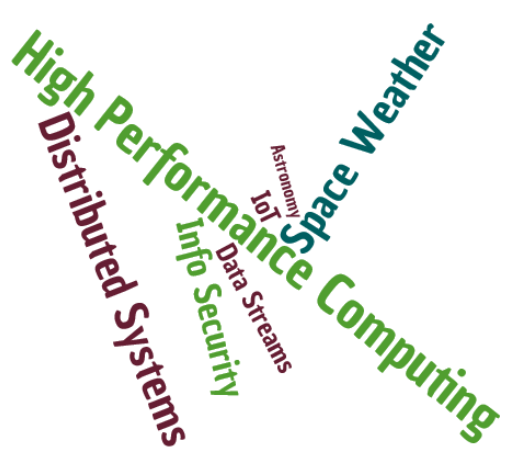 High Performance Computing
Space Weather
Distributed Systems
Astronomy
IoT
Info Security
Data Streams